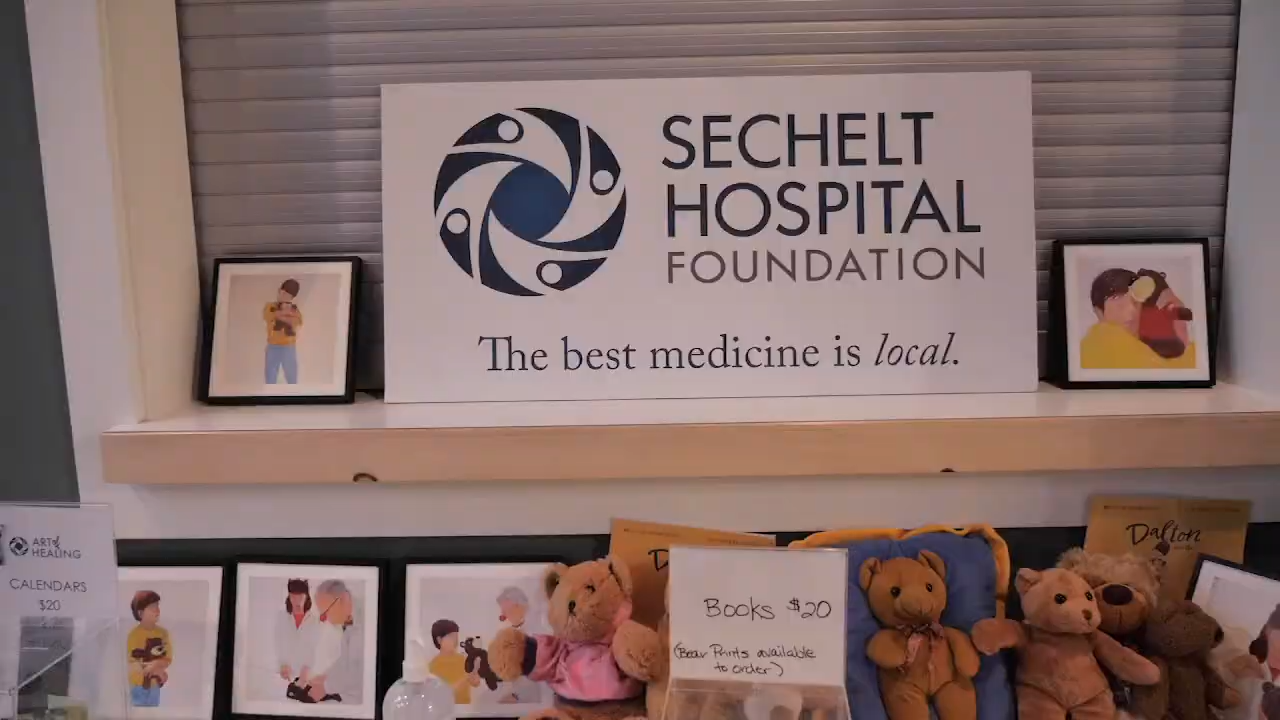 SECHELT
HOSPITAL
FOUNDATION
The best medicine is local.
ART of
HEALING
CALENDARS
$20
Books $20
(Bear Prints available
to order)
D
Dalton